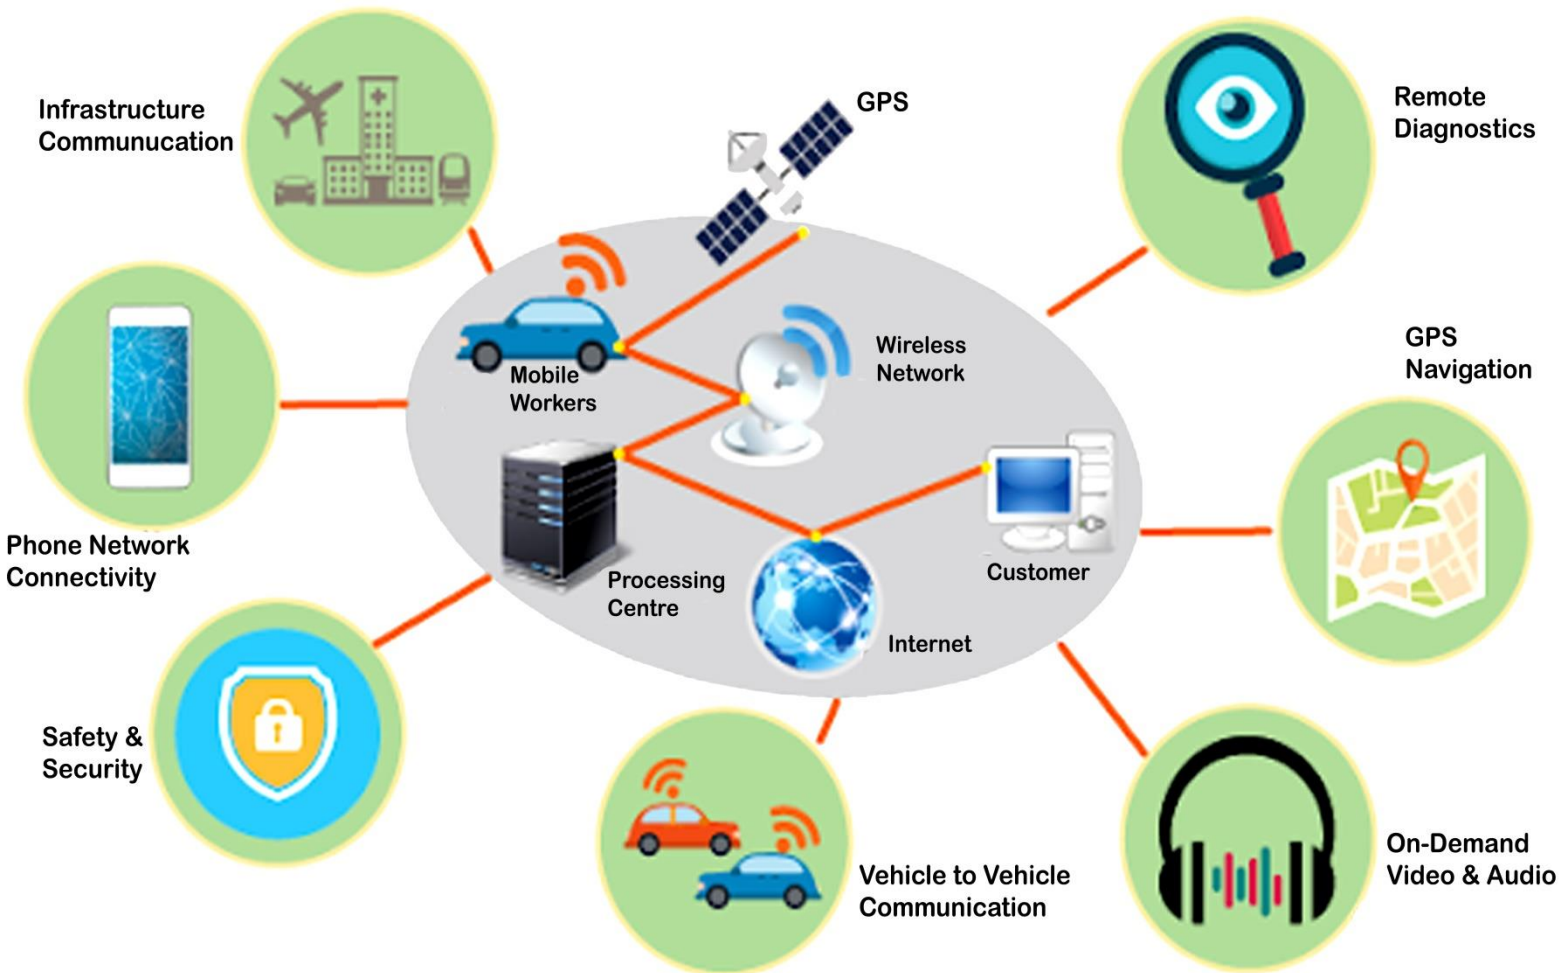 Infrastructure
Communucation
GPS
Remote
Diagnostics
Wireless
Network
GPS
Navigation
Mobile
Workers
Phone Network
Connectivity
Processing
Centre
Customer
Internet
Safety &
Security
Vehicle to Vehicle
Communication
On-Demand
Video & Audio